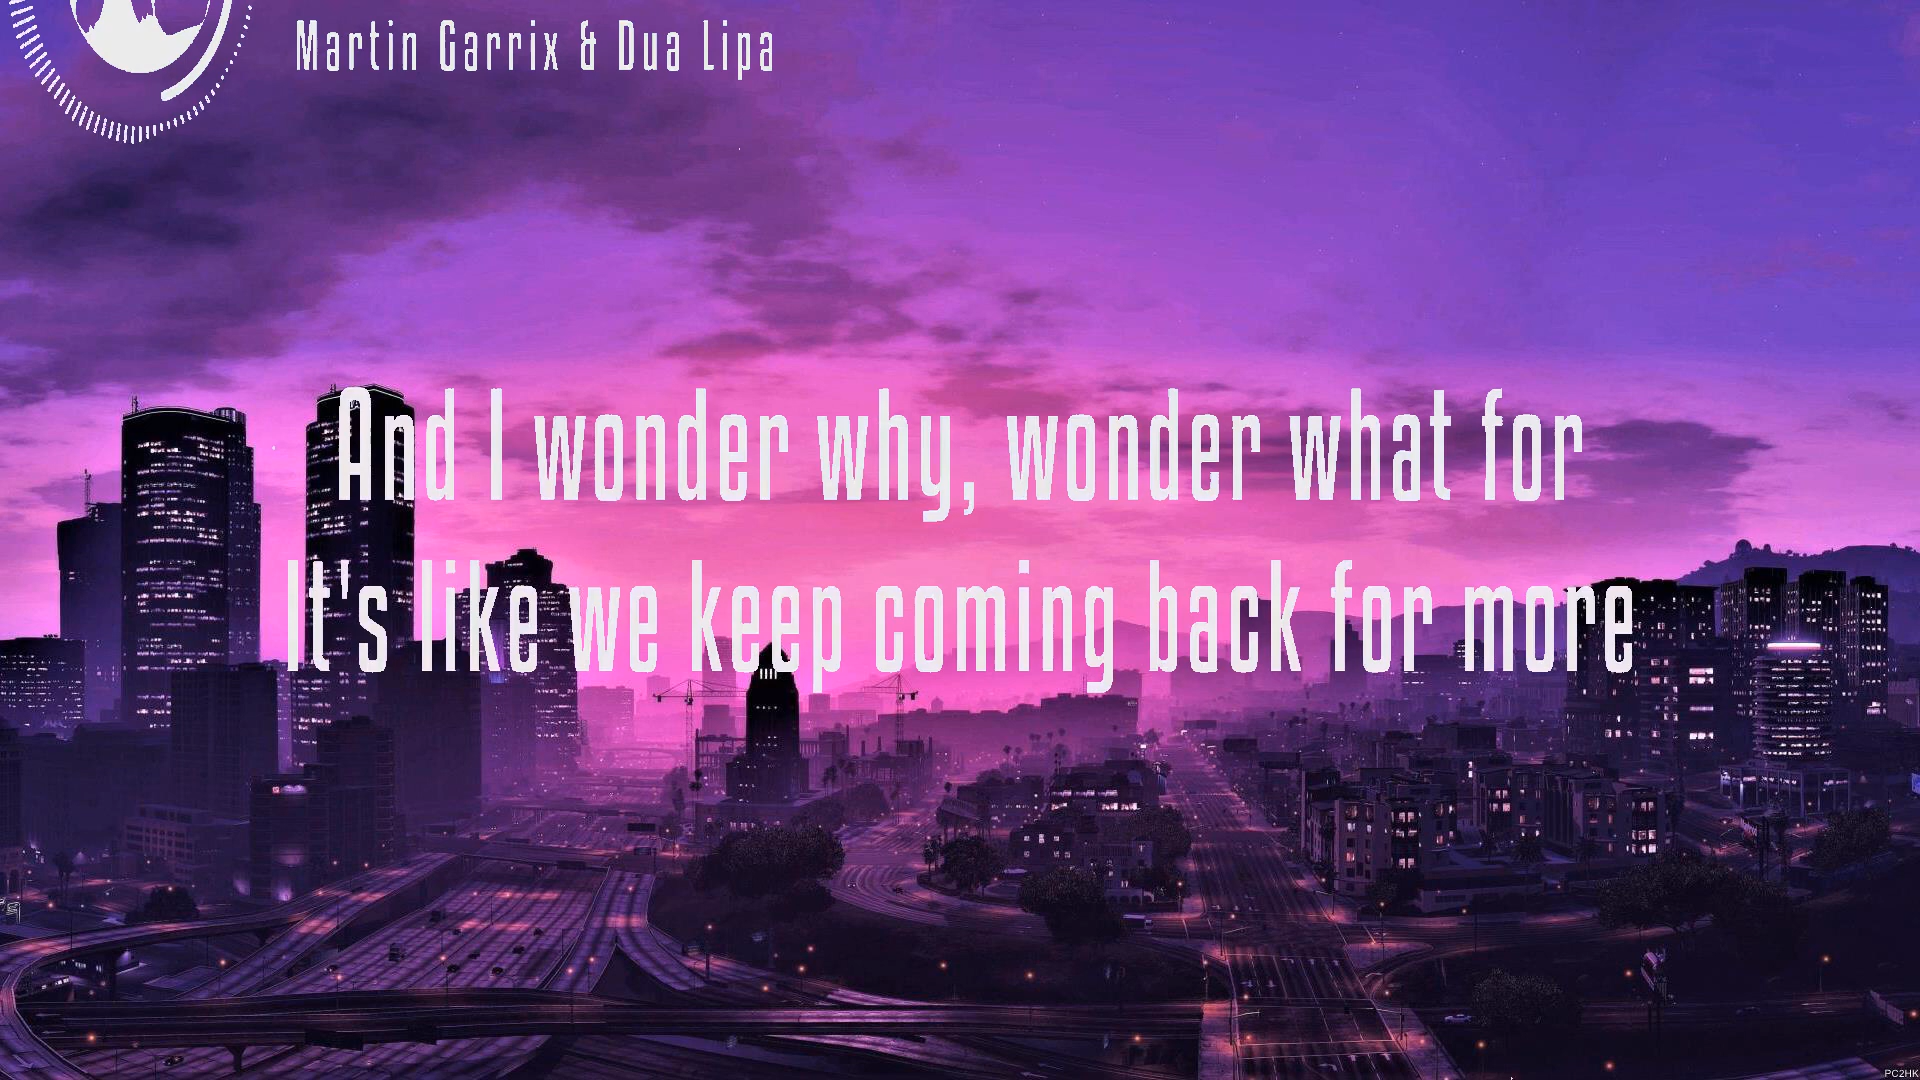 Martin Garrix & Dua Lipa
And I wonder why, wonder what for
It's like we keep coming back for more
PC2HK